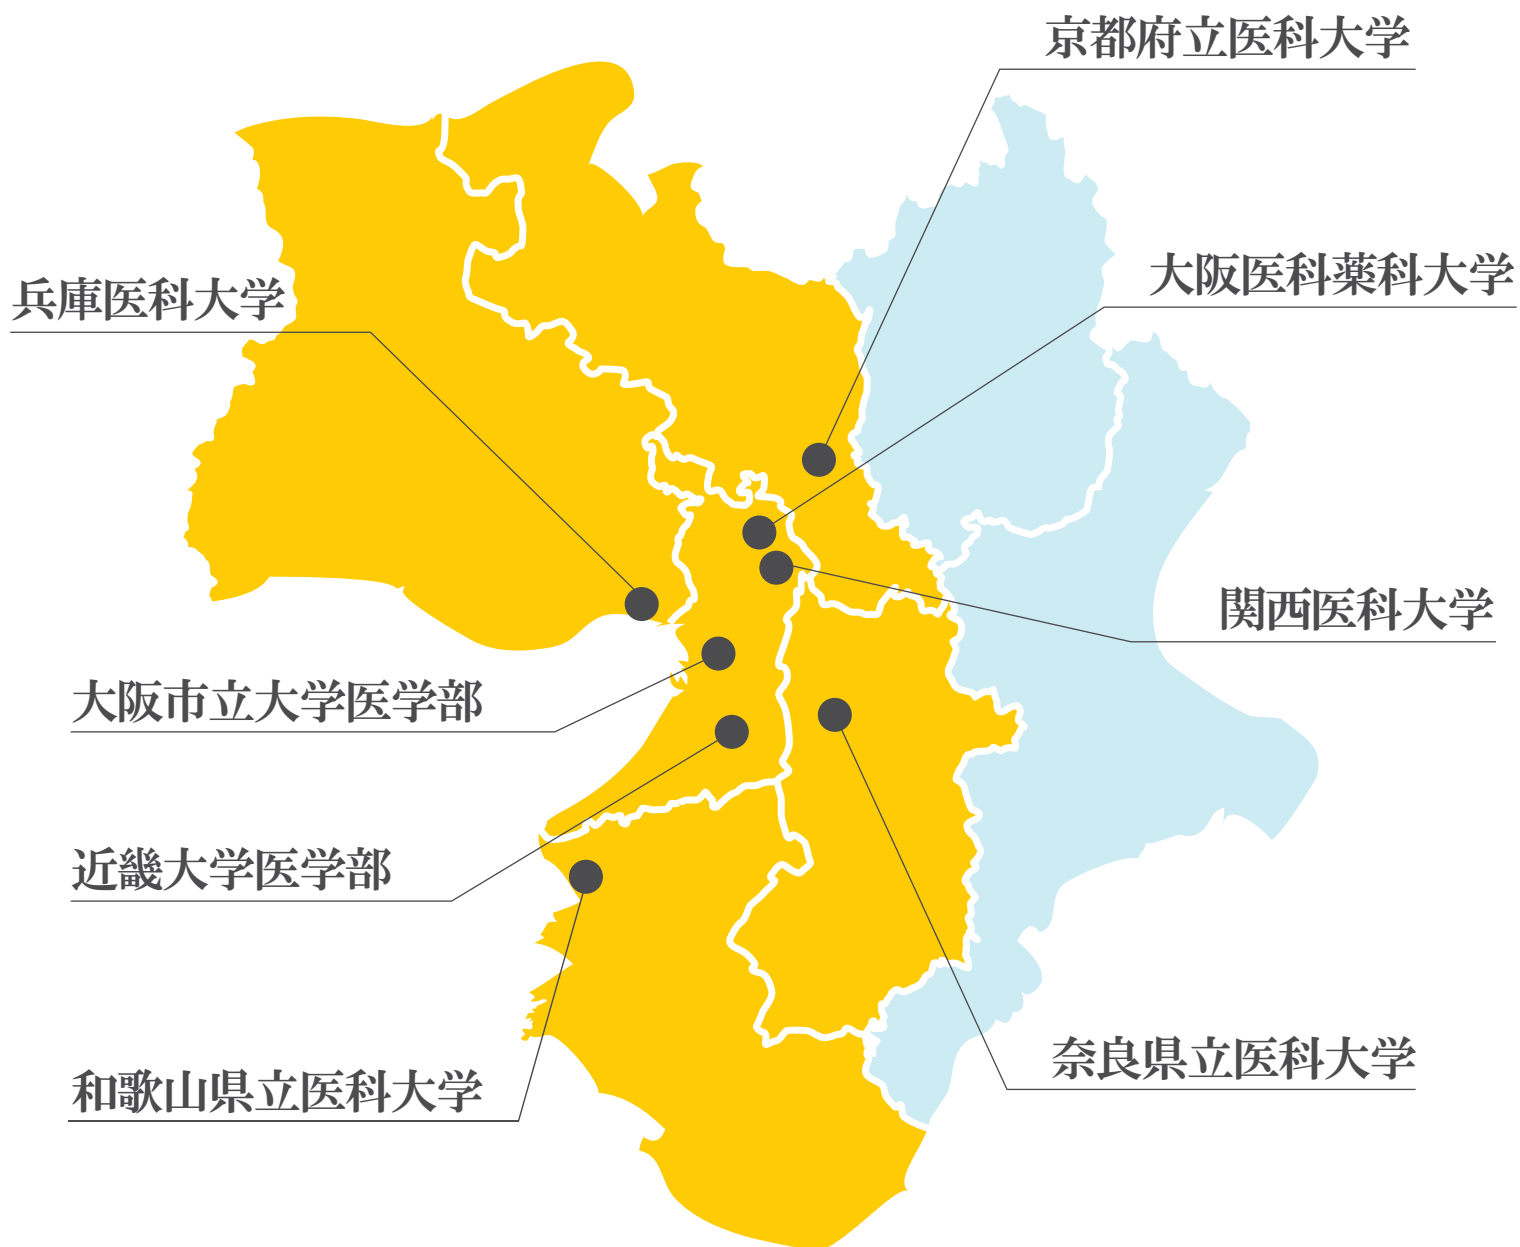 京都府立医科大学
大阪医科薬科大学
兵庫医科大学
関西医科大学
大阪市立大学医学部
近畿大学医学部
奈良県立医科大学
和歌山県立医科大学